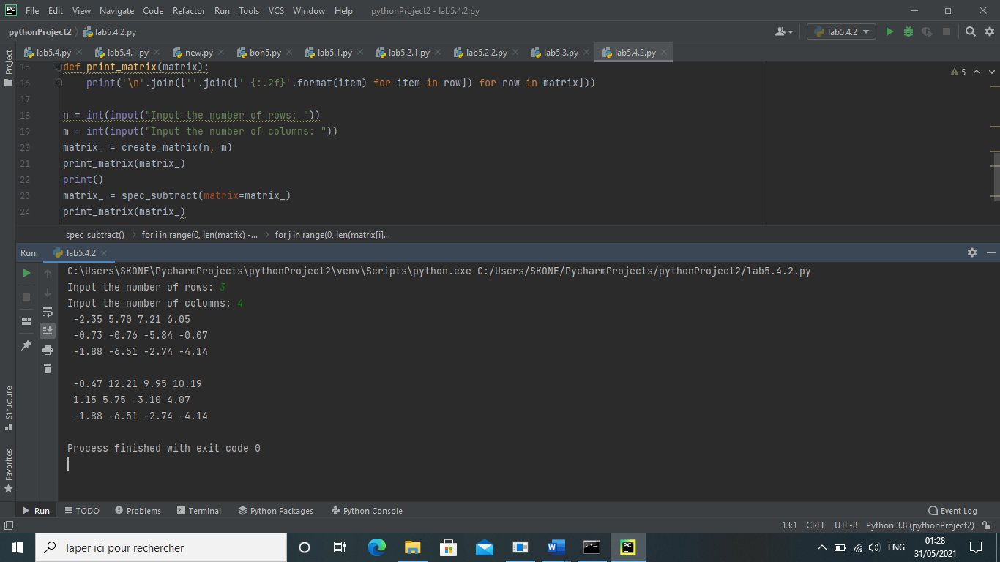 File Edit View Navigate Code Refactor Run Tools VCS Window Help pythonProject2 - lab5.4.2.py
pythonProject2 lab5.4.2.py lab5.4.2
lab5.4.py lab5.4.1.py new.py bon5.py lab5.1.py lab5.2.1.py lab5.2.2.py lab5.3.py lab5.4.2.py
Project
15 def print_matrix(matrix):
5
16 print('\n'.join([''.join([' {:.2f}'.format(item) for item in row]) for row in matrix]))
17
18 n = int(input("Input the number of rows: "))
19 m = int(input("Input the number of columns: "))
20 matrix_ = create_matrix(n, m)
21 print_matrix(matrix_)
22 print()
23 matrix_ = spec_subtract(matrix=matrix_)
24 print_matrix(matrix_)
spec_subtract() for i in range(0, len(matrix) -... for j in range(0, len(matrix[i]...
Run: lab5.4.2
C:\Users\SKONE\PycharmProjects\pythonProject2\venv\Scripts\python.exe C:/Users/SKONE/PycharmProjects/pythonProject2/lab5.4.2.py
Input the number of rows: 3
Input the number of columns: 4
-2.35 5.70 7.21 6.05
-0.73 -0.76 -5.84 -0.07
-1.88 -6.51 -2.74 -4.14
-0.47 12.21 9.95 10.19
1.15 5.75 -3.10 4.07
-1.88 -6.51 -2.74 -4.14
Process finished with exit code 0
Structure
Favorites
Run TODO Problems Terminal Python Packages Python Console Event Log
13:1 CRLF UTF-8 Python 3.8 (pythonProject2)
Taper ici pour rechercher ENG 01:28
31/05/2021